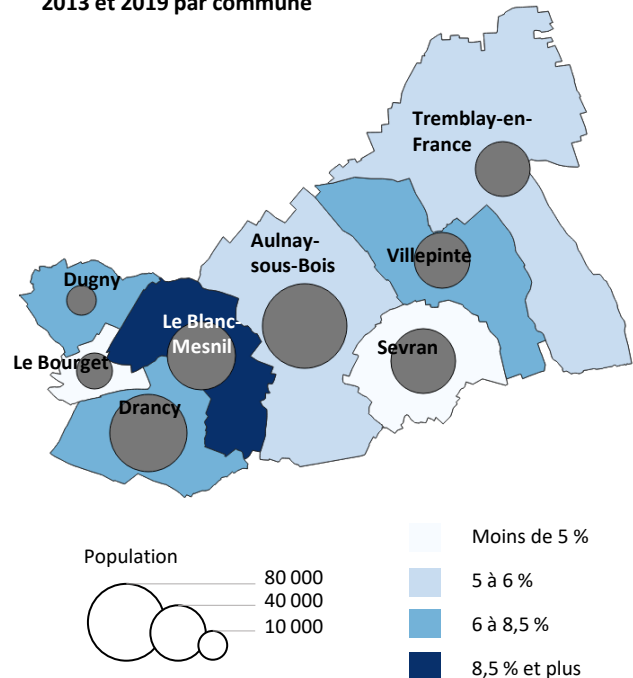 2013 et 2019 par commune
Tremblay-en-
France
Aulnay-
sous-Bois
Villepinte
Dugny
Le Blanc-
Mesnil
Sevran
Le Bourget
Drancy
Population
80 000
40 000
10 000
Moins de 5 %
5 à 6 %
6 à 8,5 %
8,5 % et plus